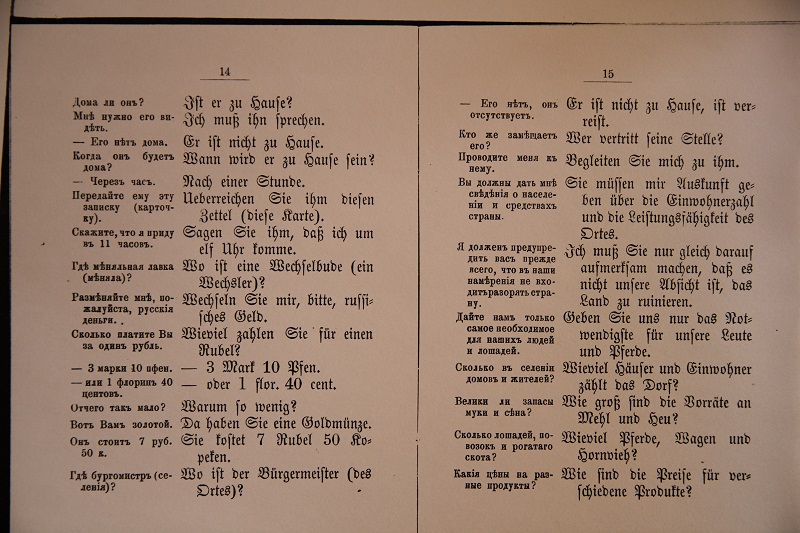 14
Дома ли онъ? Ist er zu Hause?
Мнѣ нужно его ви-
дѣть. Ich muß ihn sprechen.
— Его нѣтъ дома. Er ist nicht zu Hause.
Когда онъ будетъ
дома? Wann wird er zu Hause sein?
— Черезъ часъ. Nach einer Stunde.
Передайте ему эту
записку (карточ-
ку). Ueberreichen Sie ihm diesen
Zettel (diese Karte).
Скажите, что я приду
въ 11 часовъ. Sagen Sie ihm, daß ich um
elf Uhr komme.
Гдѣ мѣняльная лавка
(мѣняла)? Wo ist eine Wechselbude (ein
Wechsler)?
Размѣняйте мнѣ, по-
жалуйста, русскія
деньги. Wechseln Sie mir, bitte, russi-
sches Geld.
Сколько платите Вы
за одинъ рубль. Wieviel zahlen Sie für einen
Rubel?
— 3 марки 10 пфен. — 3 Mark 10 Pfen.
— или 1 флоринъ 40
центовъ. — oder 1 flor. 40 cent.
Отчего такъ мало? Warum so wenig?
Вотъ Вамъ золотой. Da haben Sie eine Goldmünze.
Онъ стоитъ 7 руб.
50 к. Sie kostet 7 Rubel 50 Ko-
peken.
Гдѣ бургомистръ (се-
ленія)? Wo ist der Bürgermeister (des
Ortes)?
15
— Его нѣтъ, онъ
отсутствуетъ. Er ist nicht zu Hause, ist ver-
reist.
Кто же замѣщаетъ
его? Wer vertritt seine Stelle?
Проводите меня къ
нему. Begleiten Sie mich zu ihm.
Вы должны дать мнѣ
свѣдѣнія о населе-
ніи и средствахъ
страны. Sie müssen mir Auskunft ge-
ben über die Einwohnerzahl
und die Leistungsfähigkeit des
Ortes.
Я долженъ предупре-
дить васъ прежде
всего, что въ наши
намѣренія не вхо-
дитъразорять стра-
ну. Ich muß Sie nur gleich darauf
aufmerksam machen, daß es
nicht unsere Absicht ist, das
Land zu ruinieren.
Дайте намъ только
самое необходимое
для нашихъ людей
и лошадей. Geben Sie uns nur das Not-
wendigste für unsere Leute
und Pferde.
Сколько въ селеніи
домовъ и жителей? Wieviel Häuser und Einwohner
zählt das Dorf?
Велики ли запасы
муки и сѣна? Wie groß sind die Vorräte an
Mehl und Heu?
Сколько лошадей, по-
возокъ и рогатаго
скота? Wieviel Pferde, Wagen und
Hornvieh?
Какія цѣны на раз-
ные продукты? Wie sind die Preise für ver-
schiedene Produkte?